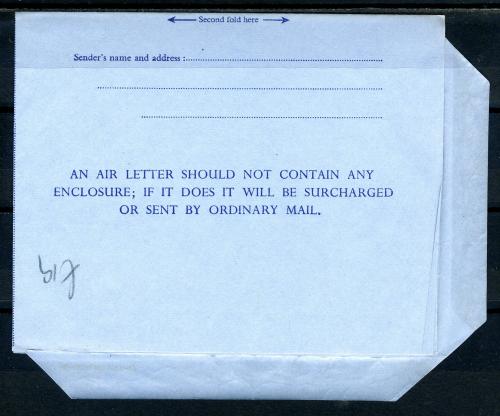 Second fold here
Sender's name and address :
AN AIR LETTER SHOULD NOT CONTAIN ANY
ENCLOSURE; IF IT DOES IT WILL BE SURCHARGED
OR SENT BY ORDINARY MAIL.